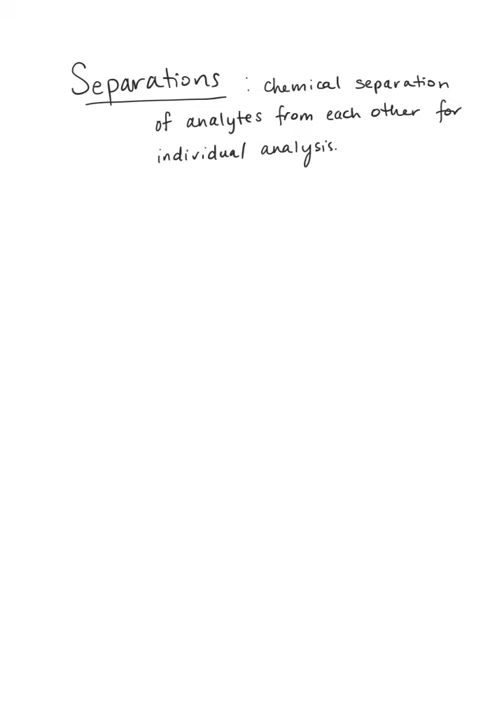 Separations : chemical separation
of analytes from each other for
individual analysis.